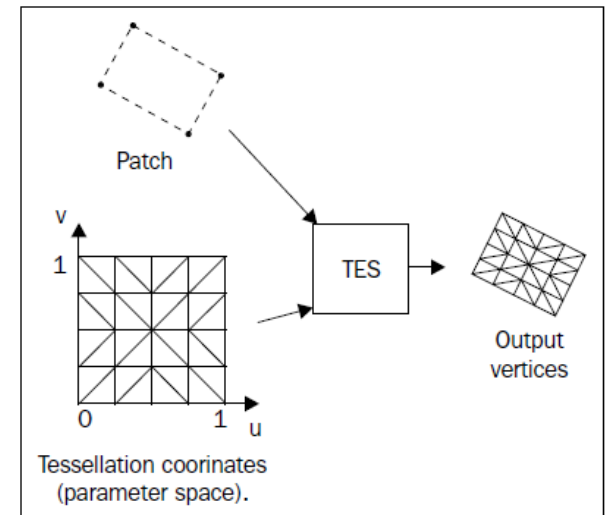 Patch
v
1
TES
0
1
u
Output
vertices
Tessellation coorinates
(parameter space).